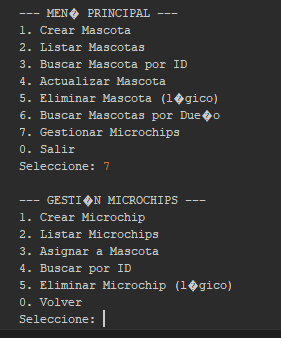 --- MEN� PRINCIPAL ---
1. Crear Mascota
2. Listar Mascotas
3. Buscar Mascota por ID
4. Actualizar Mascota
5. Eliminar Mascota (l�gico)
6. Buscar Mascotas por Due�o
7. Gestionar Microchips
0. Salir
Seleccione: 7
--- GESTI�N MICROCHIPS ---
1. Crear Microchip
2. Listar Microchips
3. Asignar a Mascota
4. Buscar por ID
5. Eliminar Microchip (l�gico)
0. Volver
Seleccione: